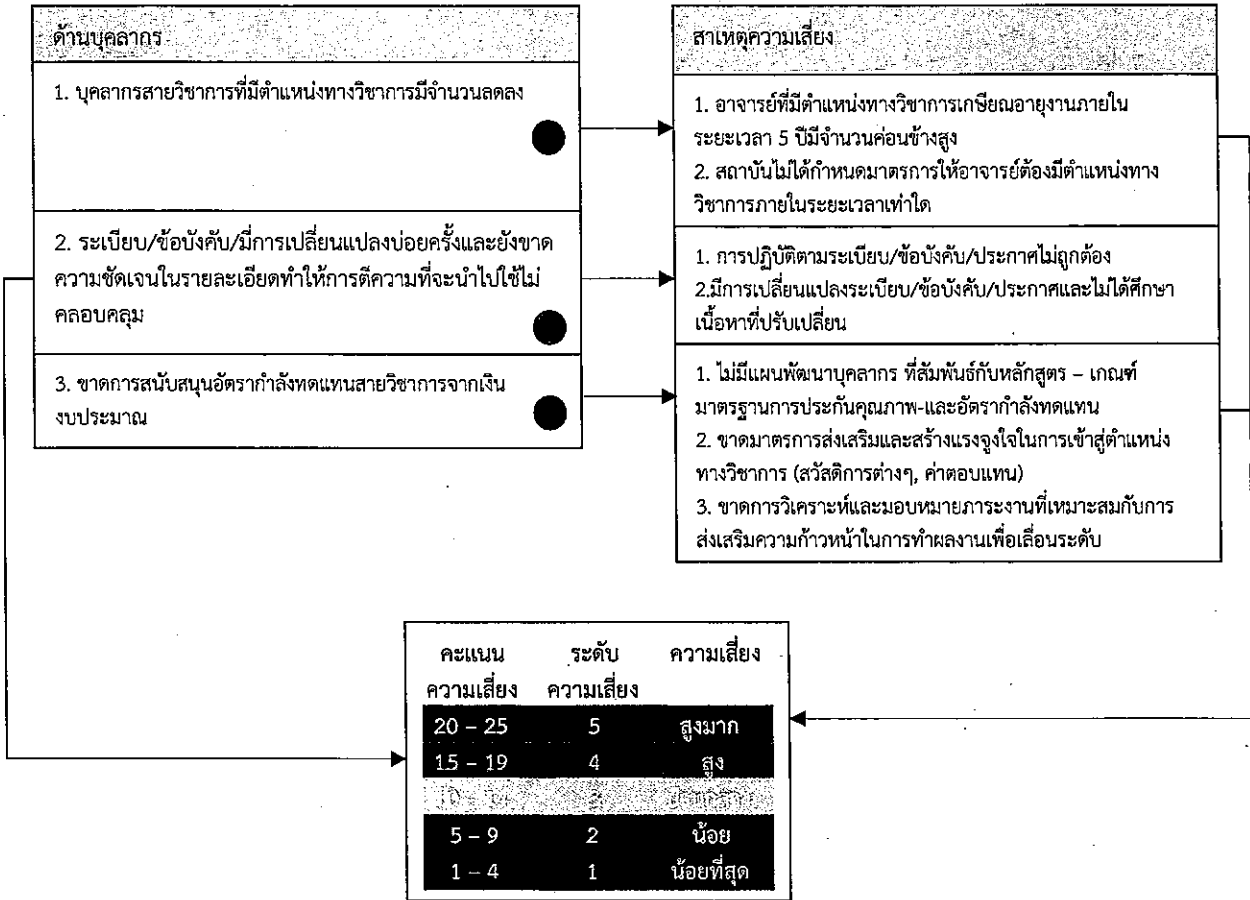 ด้านบุคลากร
1. บุคลากรสายวิชาการที่มีตำแหน่งทางวิชาการมีจำนวนลดลง
2. ระเบียบ/ข้อบังคับ/มีการเปลี่ยนแปลงบ่อยครั้งและยังขาด
ความชัดเจนในรายละเอียดทำให้การตีความที่จะนำไปใช้ไม่
คลอบคลุม
3. ขาดการสนับสนุนอัตรากำลังทดแทนสายวิชาการจากเงิน
งบประมาณ
สาเหตุความเสี่ยง
1. อาจารย์ที่มีตำแหน่งทางวิชาการเกษียณอายุงานภายใน
ระยะเวลา 5 ปีมีจำนวนค่อนข้างสูง
2. สถาบันไม่ได้กำหนดมาตรการให้อาจารย์ต้องมีตำแหน่งทาง
วิชาการภายในระยะเวลาเท่าใด
1. การปฏิบัติตามระเบียบ/ข้อบังคับ/ประกาศไม่ถูกต้อง
2.มีการเปลี่ยนแปลงระเบียบ/ข้อบังคับ/ประกาศและไม่ได้ศึกษา
เนื้อหาที่ปรับเปลี่ยน
1. ไม่มีแผนพัฒนาบุคลากร ที่สัมพันธ์กับหลักสูตร – เกณฑ์
มาตรฐานการประกันคุณภาพ-และอัตรากำลังทดแทน
2. ขาดมาตรการส่งเสริมและสร้างแรงจูงใจในการเข้าสู่ตำแหน่ง
ทางวิชาการ (สวัสดิการต่างๆ, ค่าตอบแทน)
3. ขาดการวิเคราะห์และมอบหมายภาระงานที่เหมาะสมกับการ
ส่งเสริมความก้าวหน้าในการทำผลงานเพื่อเลื่อนระดับ
คะแนน ระดับ ความเสี่ยง
ความเสี่ยง ความเสี่ยง
20 – 25 5 สูงมาก
15 – 19 4 สูง
5 – 9 2 น้อย
1 – 4 1 น้อยที่สุด